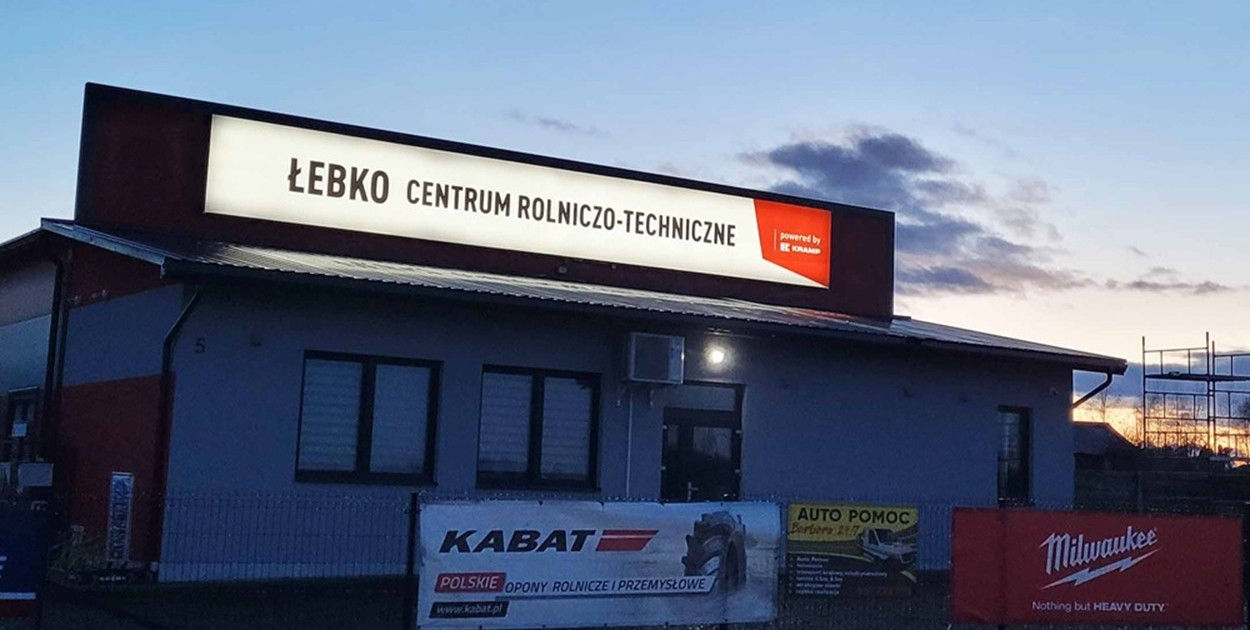 ŁEBKO CENTRUM ROLNICZO-TECHNICZNE
powered by
KRAMP
5
KABAT
POLSKIE OPONY ROLNICZE I PRZEMYSŁOWE
www.kabat.pl
AUTO POMOC
Milwaukee
Nothing but HEAVY DUTY